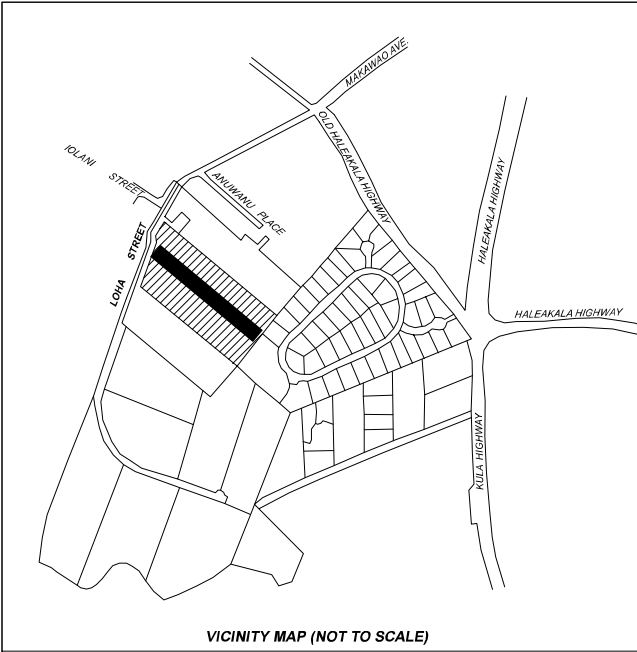 MAKAWAO AVE.
OLD HALEAKALA HIGHWAY
IOLANI
STREET
ANUWANU PLACE
HALEAKALA HIGHWAY
LOHA STREET
HALEAKALA HIGHWAY
KULA HIGHWAY
VICINITY MAP (NOT TO SCALE)